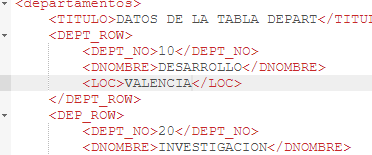 <departamentos>
<TITULO>DATOS DE LA TABLA DEPART</TITU
<DEPT_ROW>
<DEPT_NO>10</DEPT_NO>
<DNOMBRE>DESARROLLO</DNOMBRE>
<LOC>VALENCIA</LOC>
</DEPT_ROW>
<DEP_ROW>
<DEPT_NO>20</DEPT_NO>
<DNOMBRE>INVESTIGACION</DNOMBRE>